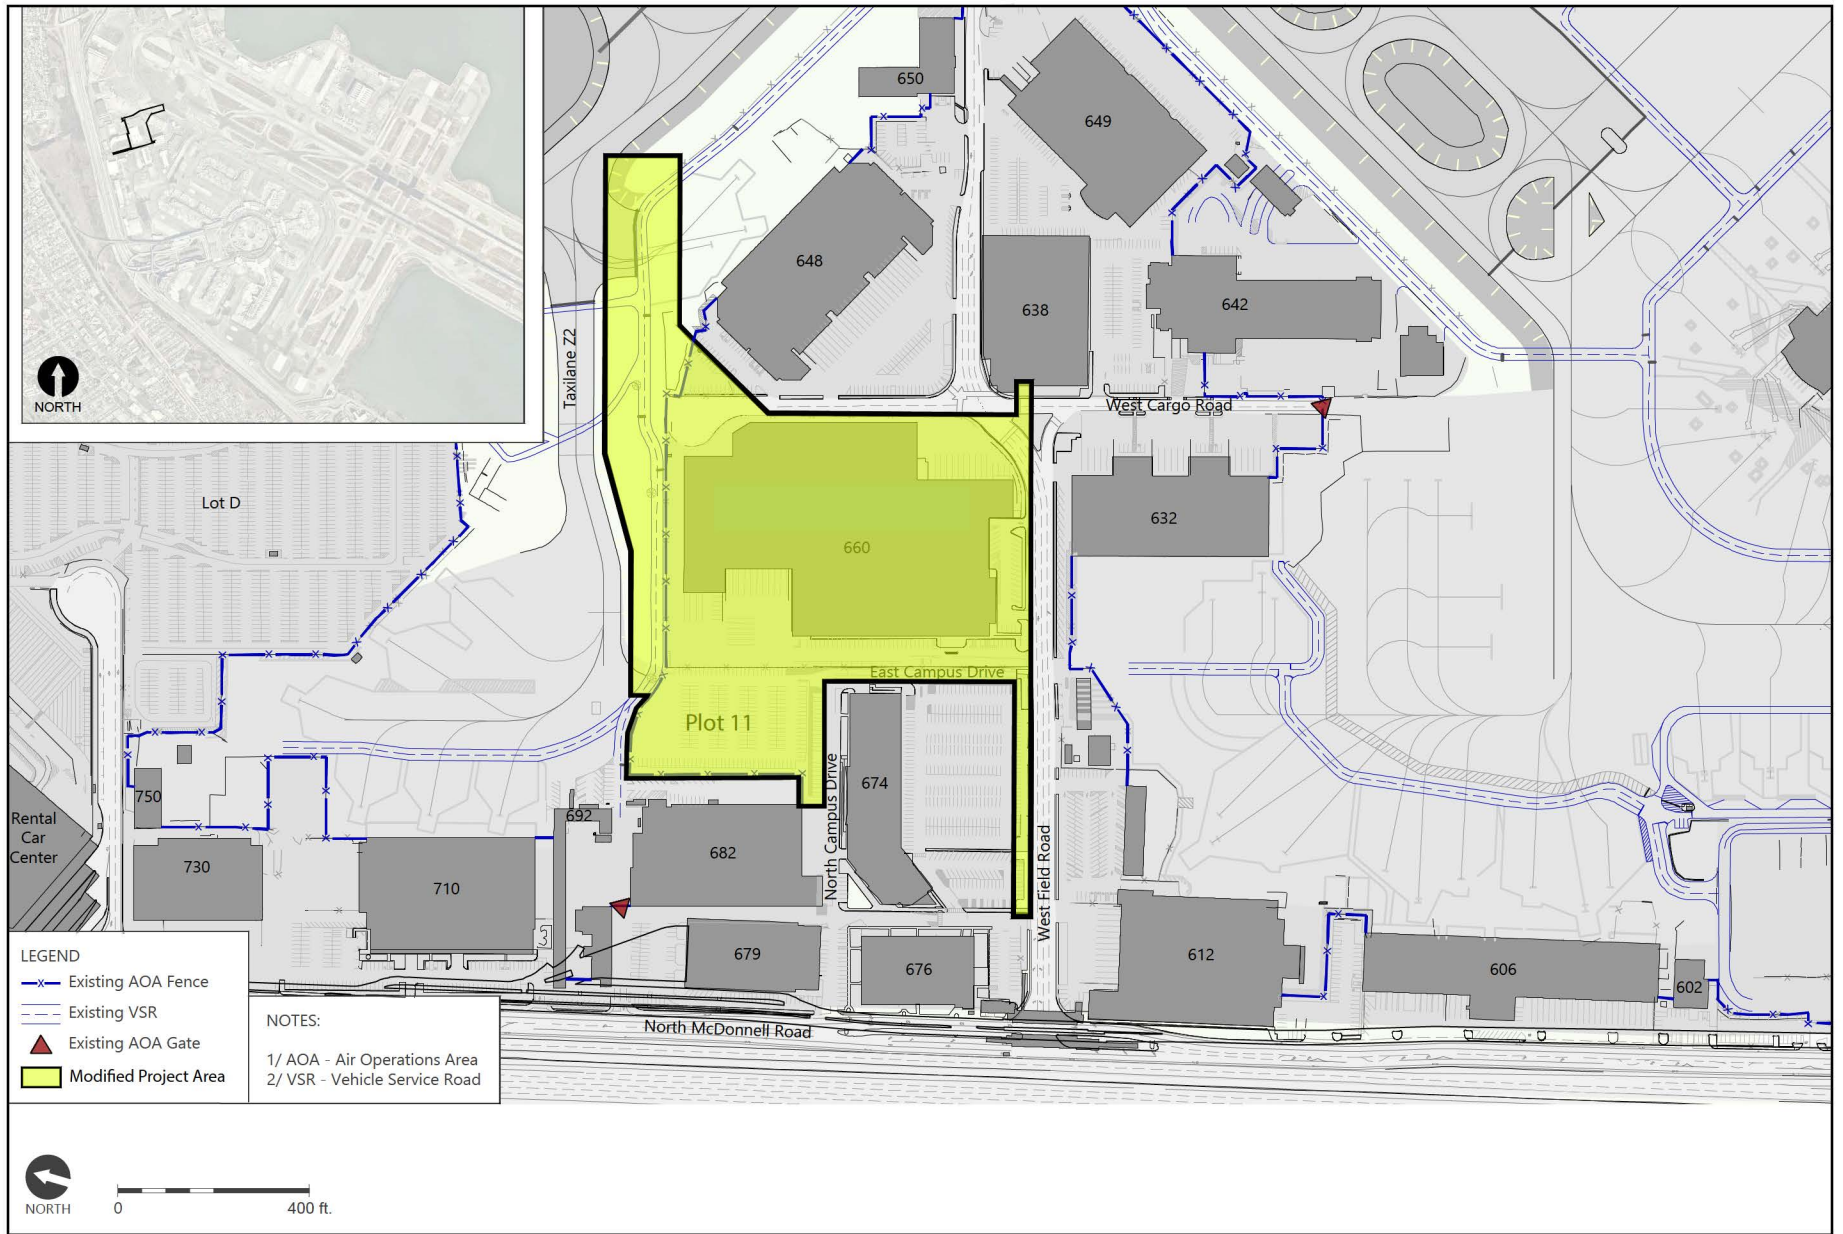 NORTH
650
649
648
638
642
Taxilane Z2
West Cargo Road
Lot D
632
660
East Campus Drive
Plot 11
North Campus Drive
674
West Field Road
750
692
Rental
Car
Center
730
710
682
679
676
612
606
602
North McDonnell Road
LEGEND
Existing AOA Fence
Existing VSR
Existing AOA Gate
Modified Project Area
NOTES:
1/ AOA - Air Operations Area
2/ VSR - Vehicle Service Road
NORTH
0 400 ft.